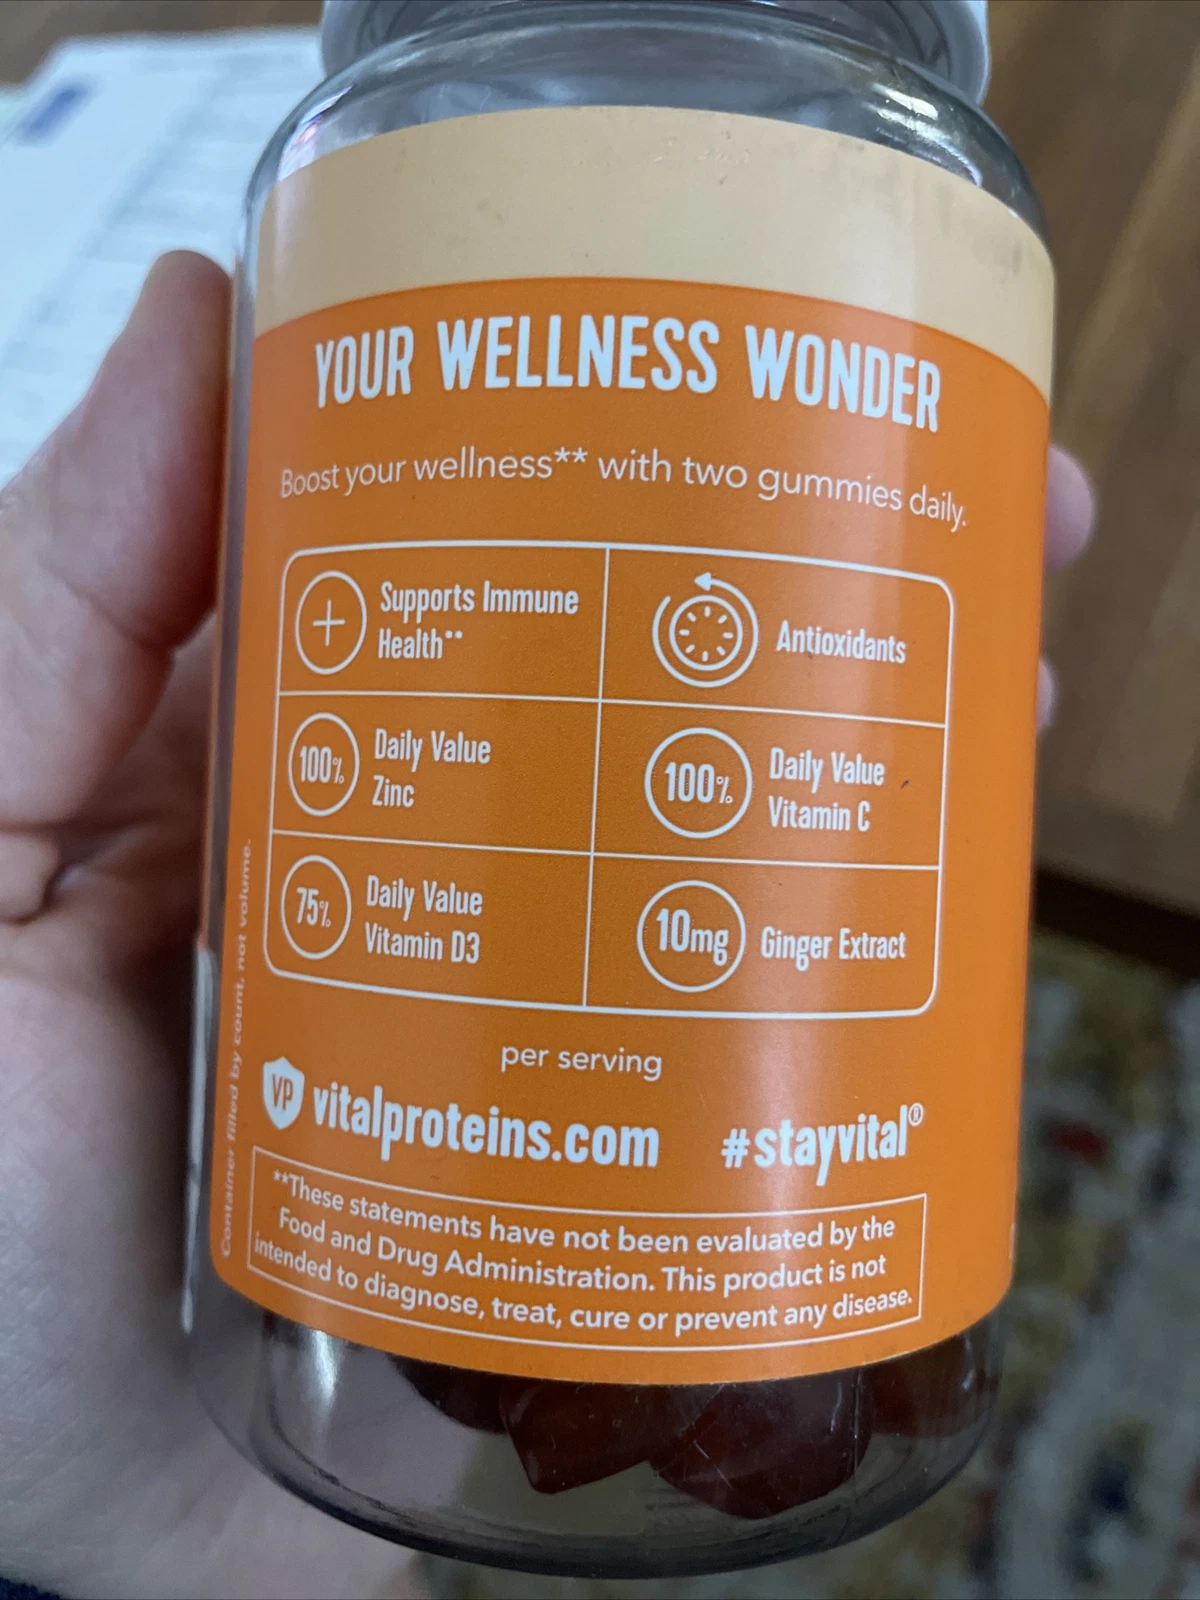 YOUR WELLNESS WONDER
Boost your wellness** with two gummies daily.
Supports Immune
Health**
Antioxidants
100%
Daily Value
Zinc
100%
Daily Value
Vitamin C
75%
Daily Value
Vitamin D3
10mg
Ginger Extract
per serving
VP vitalproteins.com #stayvital®
**These statements have not been evaluated by the
Food and Drug Administration. This product is not
intended to diagnose, treat, cure or prevent any disease.
Container filled by count, not volume.